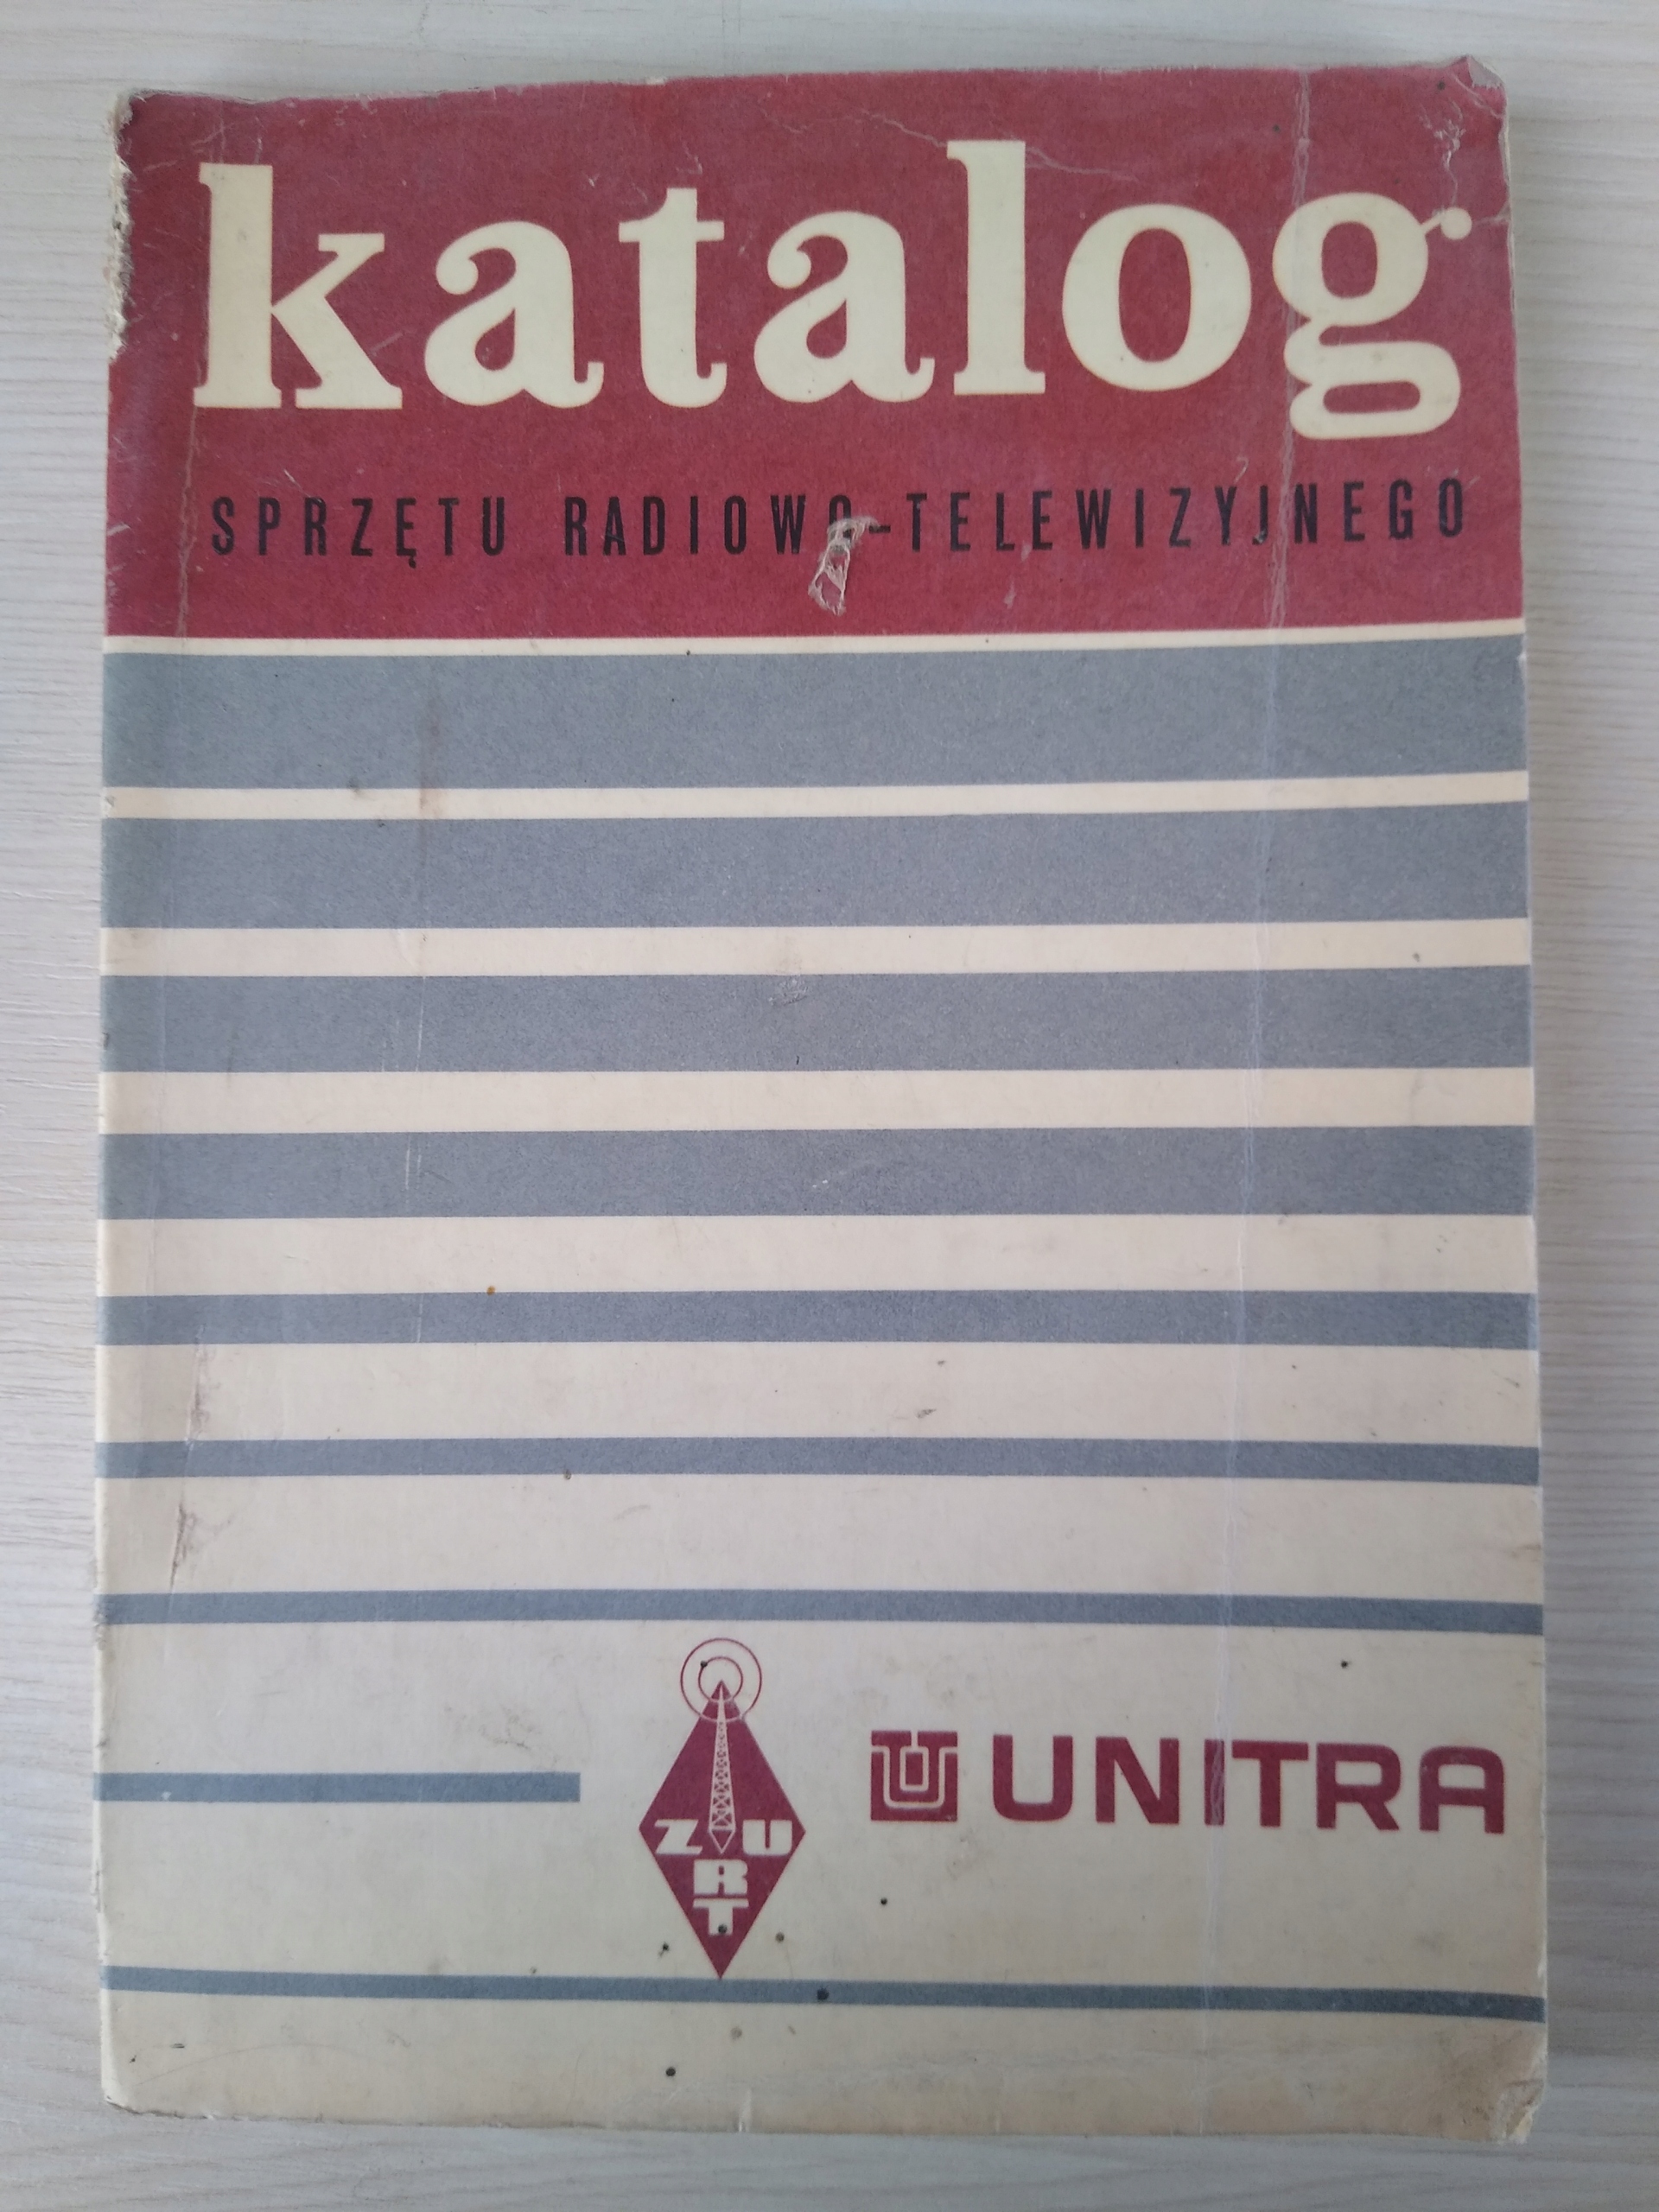 katalog
SPRZĘTU RADIOWO-TELEWIZYJNEGO
ZURT
UNITRA